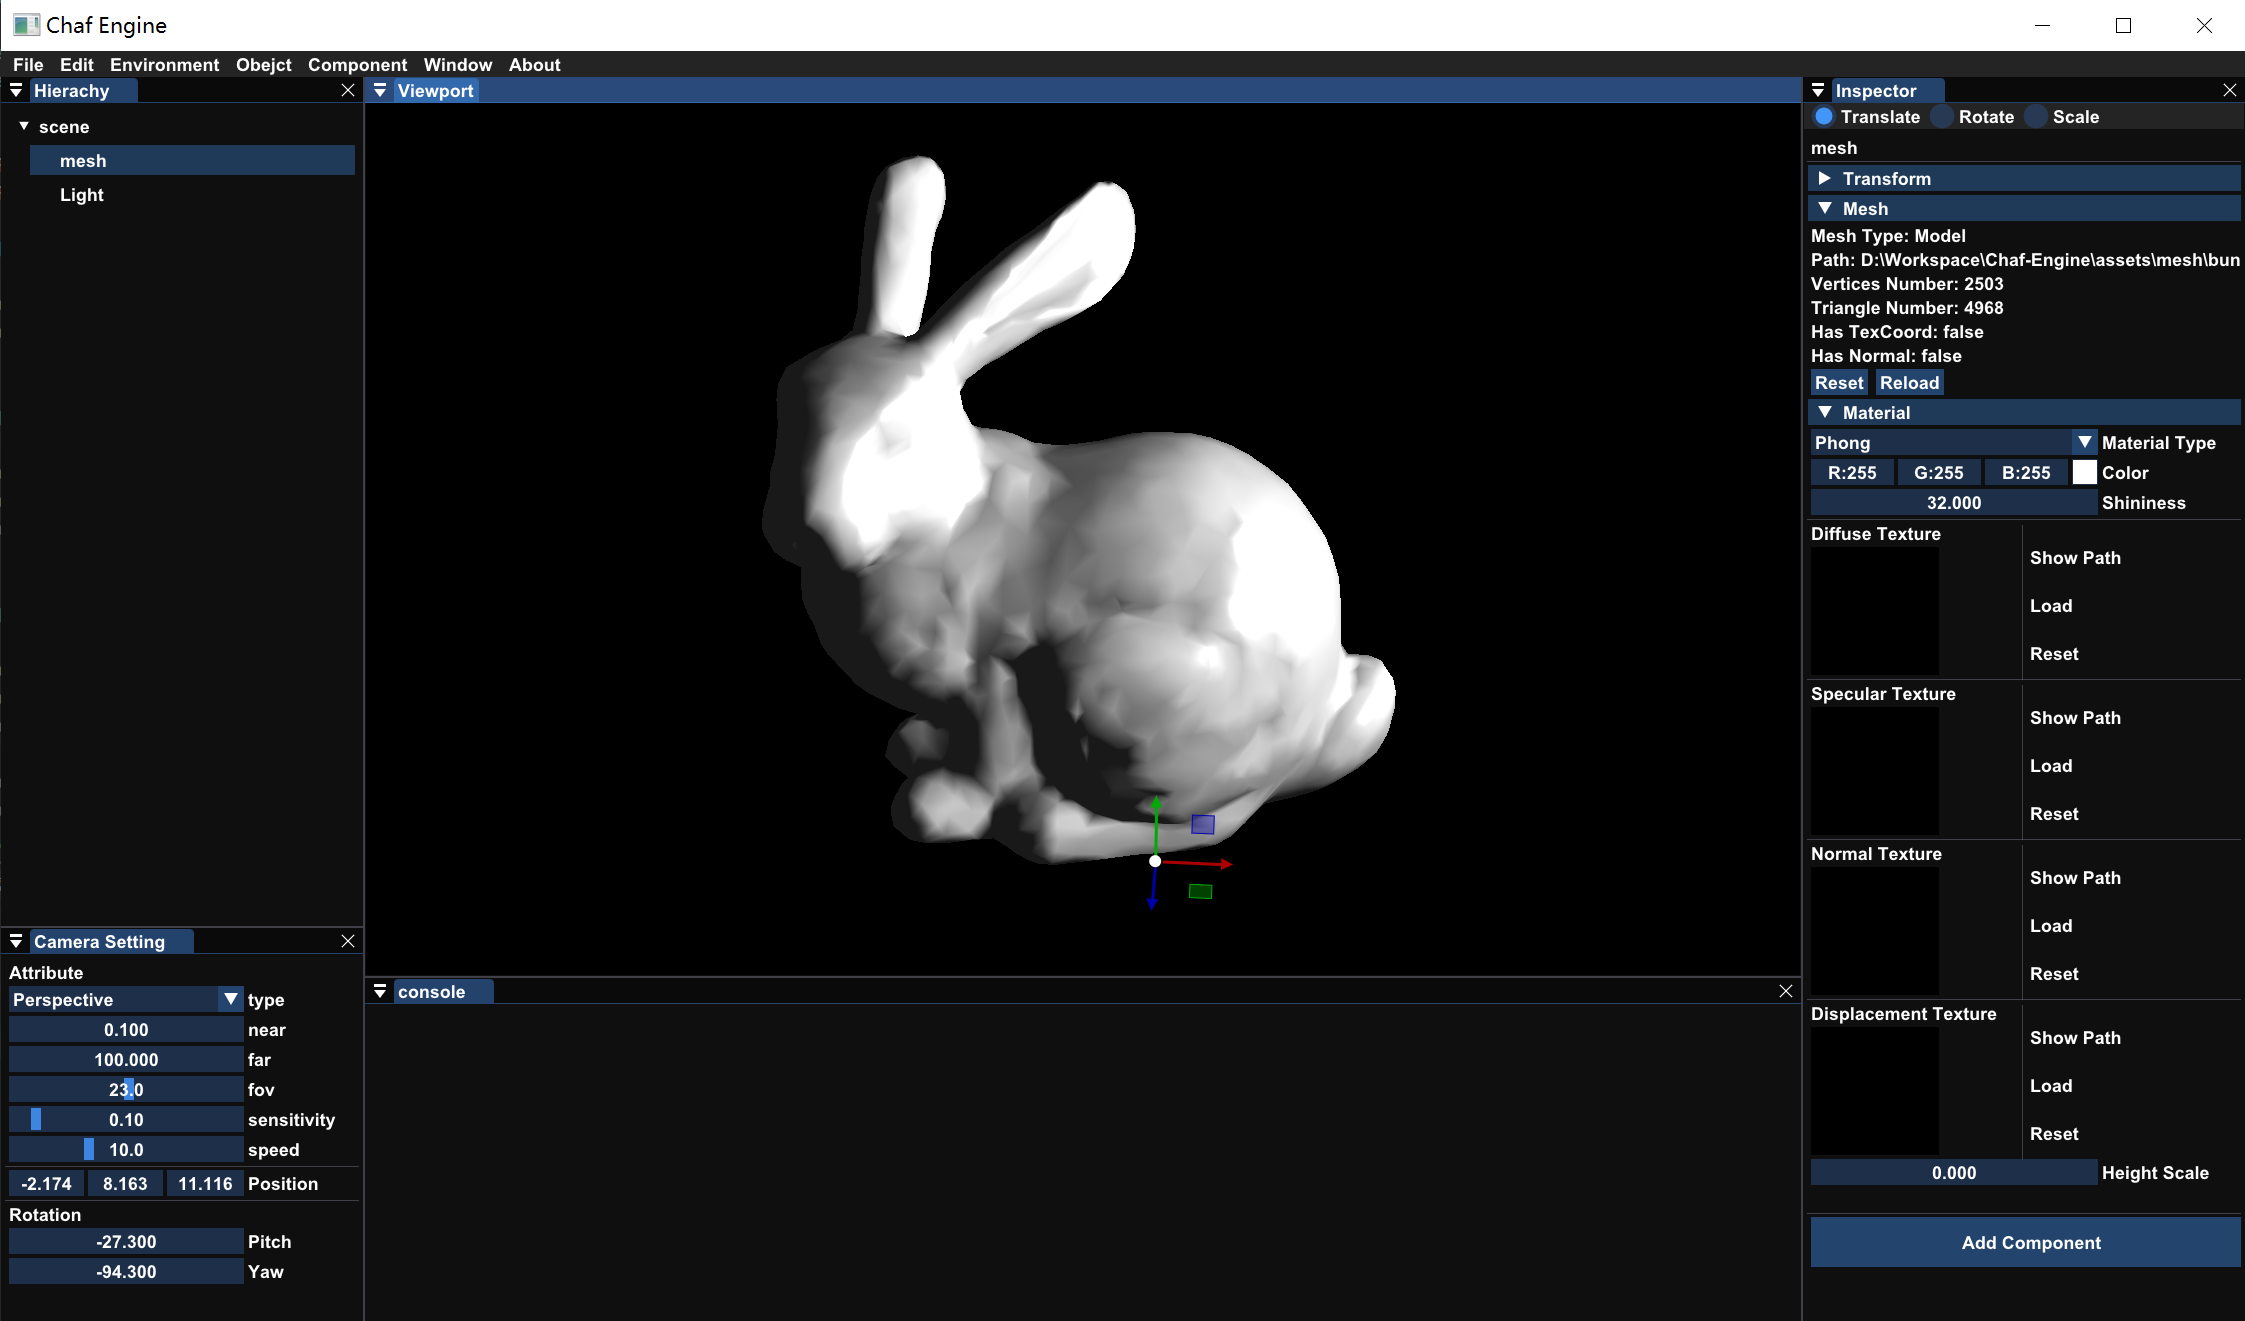 Chaf Engine
File Edit Environment Obejct Component Window About
Hierachy
scene
mesh
Light
Viewport
Inspector
Translate Rotate Scale
mesh
Transform
Mesh
Mesh Type: Model
Path: D:\Workspace\Chaf-Engine\assets\mesh\bun
Vertices Number: 2503
Triangle Number: 4968
Has TexCoord: false
Has Normal: false
Reset Reload
Material
Phong Material Type
R:255 G:255 B:255 Color
32.000 Shininess
Diffuse Texture
Show Path
Load
Reset
Specular Texture
Show Path
Load
Reset
Normal Texture
Show Path
Load
Reset
Displacement Texture
Show Path
Load
Reset
0.000 Height Scale
Add Component
Camera Setting
Attribute
Perspective type
0.100 near
100.000 far
23.0 fov
0.10 sensitivity
10.0 speed
-2.174 8.163 11.116 Position
Rotation
-27.300 Pitch
-94.300 Yaw
console